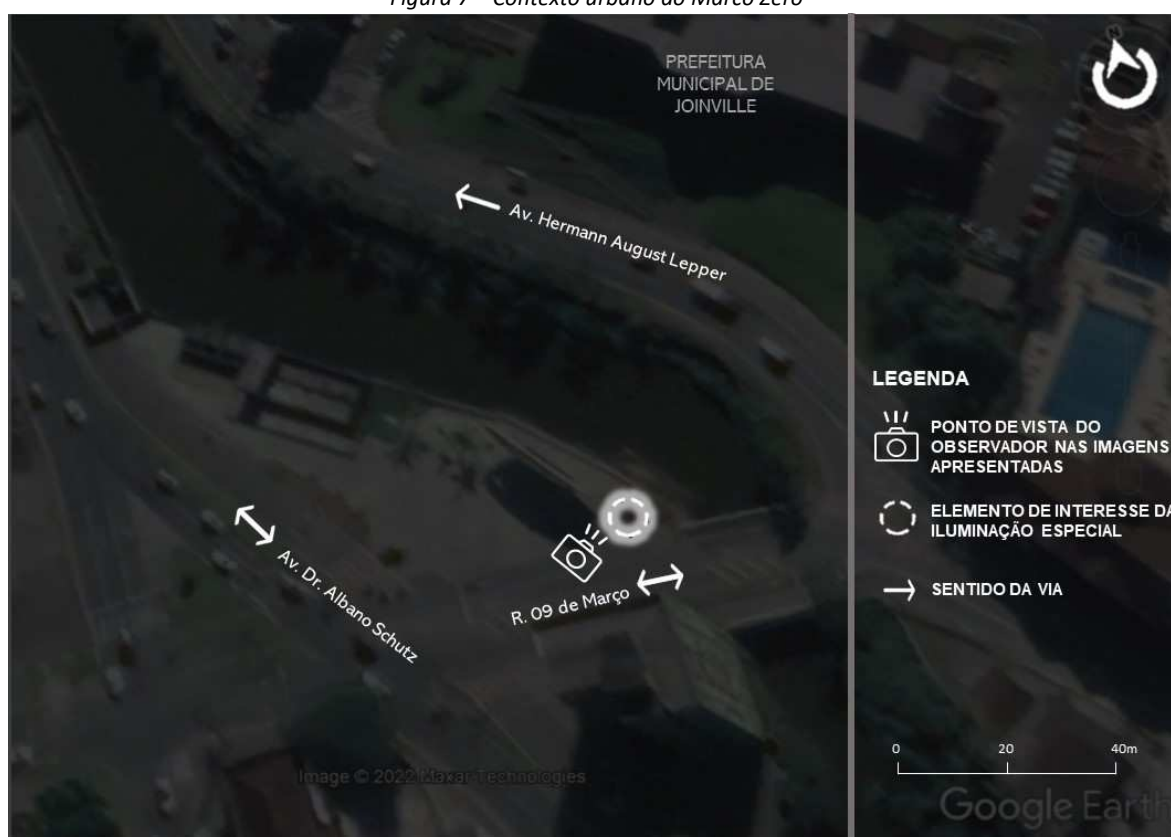 Figura 7 – Contexto urbano do Marco Zero
PREFEITURA
MUNICIPAL DE
JOINVILLE
N
Av. Hermann August Lepper
Av. Dr. Albano Schutz
R. 09 de Março
LEGENDA
PONTO DE VISTA DO
OBSERVADOR NAS IMAGENS
APRESENTADAS
ELEMENTO DE INTERESSE DA
ILUMINAÇÃO ESPECIAL
SENTIDO DA VIA
0 20 40m
Image © 2022 Maxar Technologies
Google Earth